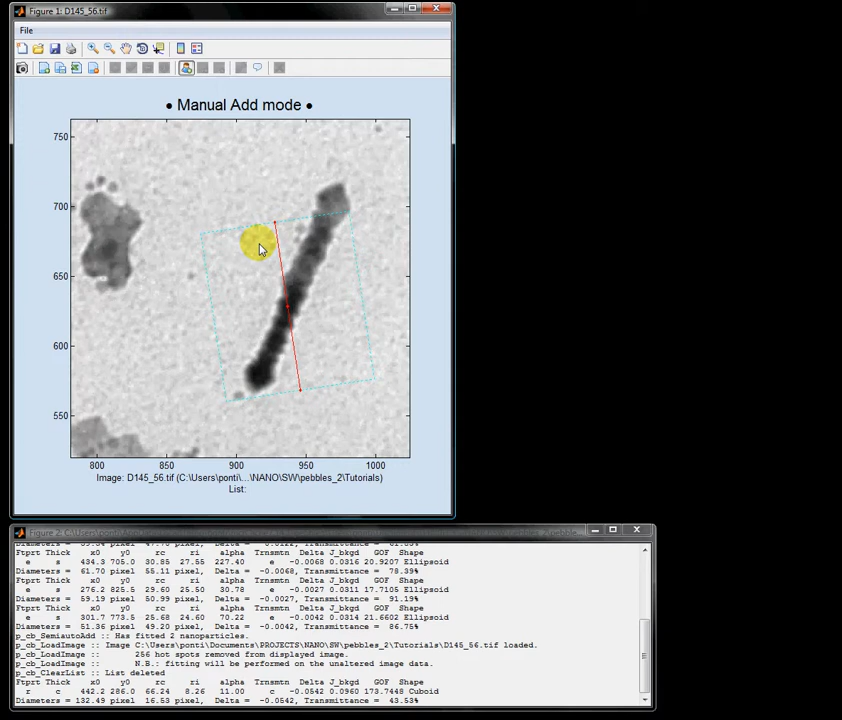 Figure 1: D145_56.tif
File
• Manual Add mode •
750
700
650
600
550
800 850 900 950 1000
Image: D145_56.tif (C:\Users\ponti\...\NANO\SW\pebbles_2\Tutorials)
List:
Figure 2:
Ftprt Thick x0 y0 rc ri alpha Trnsmtn Delta J_bkgd GOF Shape
e s 434.3 705.0 30.85 27.55 227.40 e -0.0068 0.0316 20.9207 Ellipsoid
Diameters = 61.70 pixel, 55.11 pixel, Delta = -0.0068, Transmittance = 78.39%
Ftprt Thick x0 y0 rc ri alpha Trnsmtn Delta J_bkgd GOF Shape
e s 276.2 825.5 29.60 25.50 30.78 e -0.0027 0.0311 17.7105 Ellipsoid
Diameters = 59.19 pixel, 50.99 pixel, Delta = -0.0027, Transmittance = 91.19%
Ftprt Thick x0 y0 rc ri alpha Trnsmtn Delta J_bkgd GOF Shape
e s 301.7 773.5 25.68 24.60 70.22 e -0.0042 0.0314 21.6602 Ellipsoid
Diameters = 51.36 pixel, 49.20 pixel, Delta = -0.0042, Transmittance = 86.75%
p_cb_SemiautoAdd :: Has fitted 2 nanoparticles.
p_cb_LoadImage :: Image C:\Users\ponti\Documents\PROJECTS\NANO\SW\pebbles_2\Tutorials\D145_56.tif loaded.
p_cb_LoadImage :: 256 hot spots removed from displayed image.
p_cb_LoadImage :: N.B.: fitting will be performed on the unaltered image data.
p_cb_ClearList :: List deleted
Ftprt Thick x0 y0 rc ri alpha Trnsmtn Delta J_bkgd GOF Shape
r c 442.2 286.0 66.24 8.26 11.00 c -0.0542 0.0960 173.7448 Cuboid
Diameters = 132.49 pixel, 16.53 pixel, Delta = -0.0542, Transmittance = 43.53%